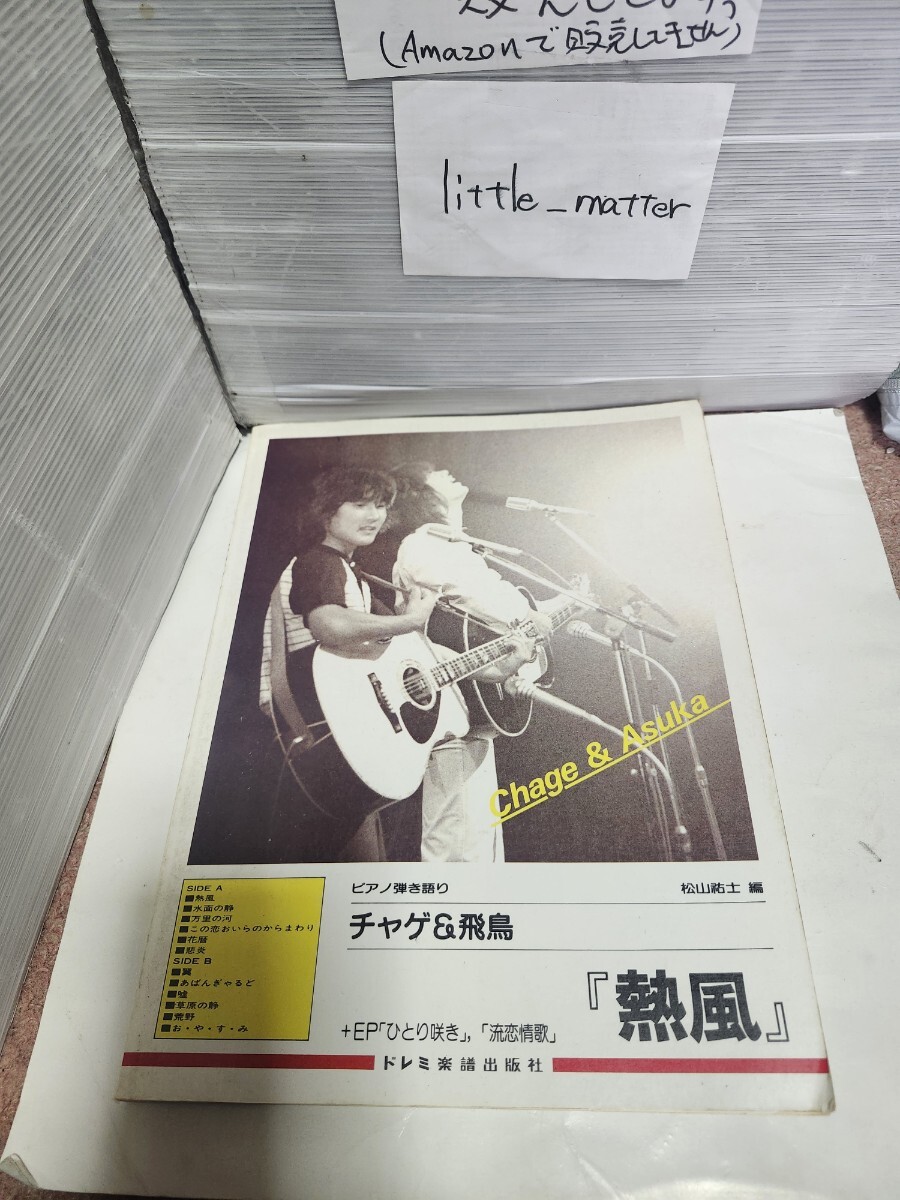 (Amazonで販売してません)
little_matter
Chage & Asuka
SIDE A
■熱風
■水面の静
■万里の河
■この恋おいらのからまわり
■花暦
■悲炎
SIDE B
■翼
■あばんぎゃるど
■嘘
■草原の静
■荒野
■お・や・す・み
ピアノ弾き語り
松山祐士 編
チャゲ&飛鳥
『熱風』
+EP「ひとり咲き」,「流恋情歌」
ドレミ楽譜出版社